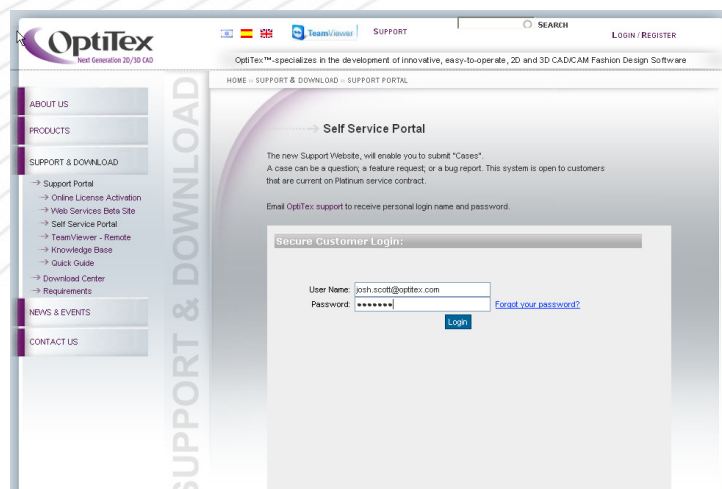 OptiTex
Next Generation 2D/3D CAD
TeamViewer
SUPPORT
SEARCH
LOGIN / REGISTER
OptiTex™-specializes in the development of innovative, easy-to-operate, 2D and 3D CAD/CAM Fashion Design Software
HOME » SUPPORT & DOWNLOAD » SUPPORT PORTAL
ABOUT US
PRODUCTS
SUPPORT & DOWNLOAD
Support Portal
Online License Activation
Web Services Beta Site
Self Service Portal
TeamViewer - Remote
Knowledge Base
Quick Guide
Download Center
Requirements
NEWS & EVENTS
CONTACT US
SUPPORT & DOWNLOAD
Self Service Portal
The new Support Website, will enable you to submit "Cases".
A case can be a question; a feature request; or a bug report. This system is open to customers
that are current on Platinum service contract.
Email OptiTex support to receive personal login name and password.
Secure Customer Login:
User Name: josh.scott@optitex.com
Password: •••••••
Forgot your password?
Login